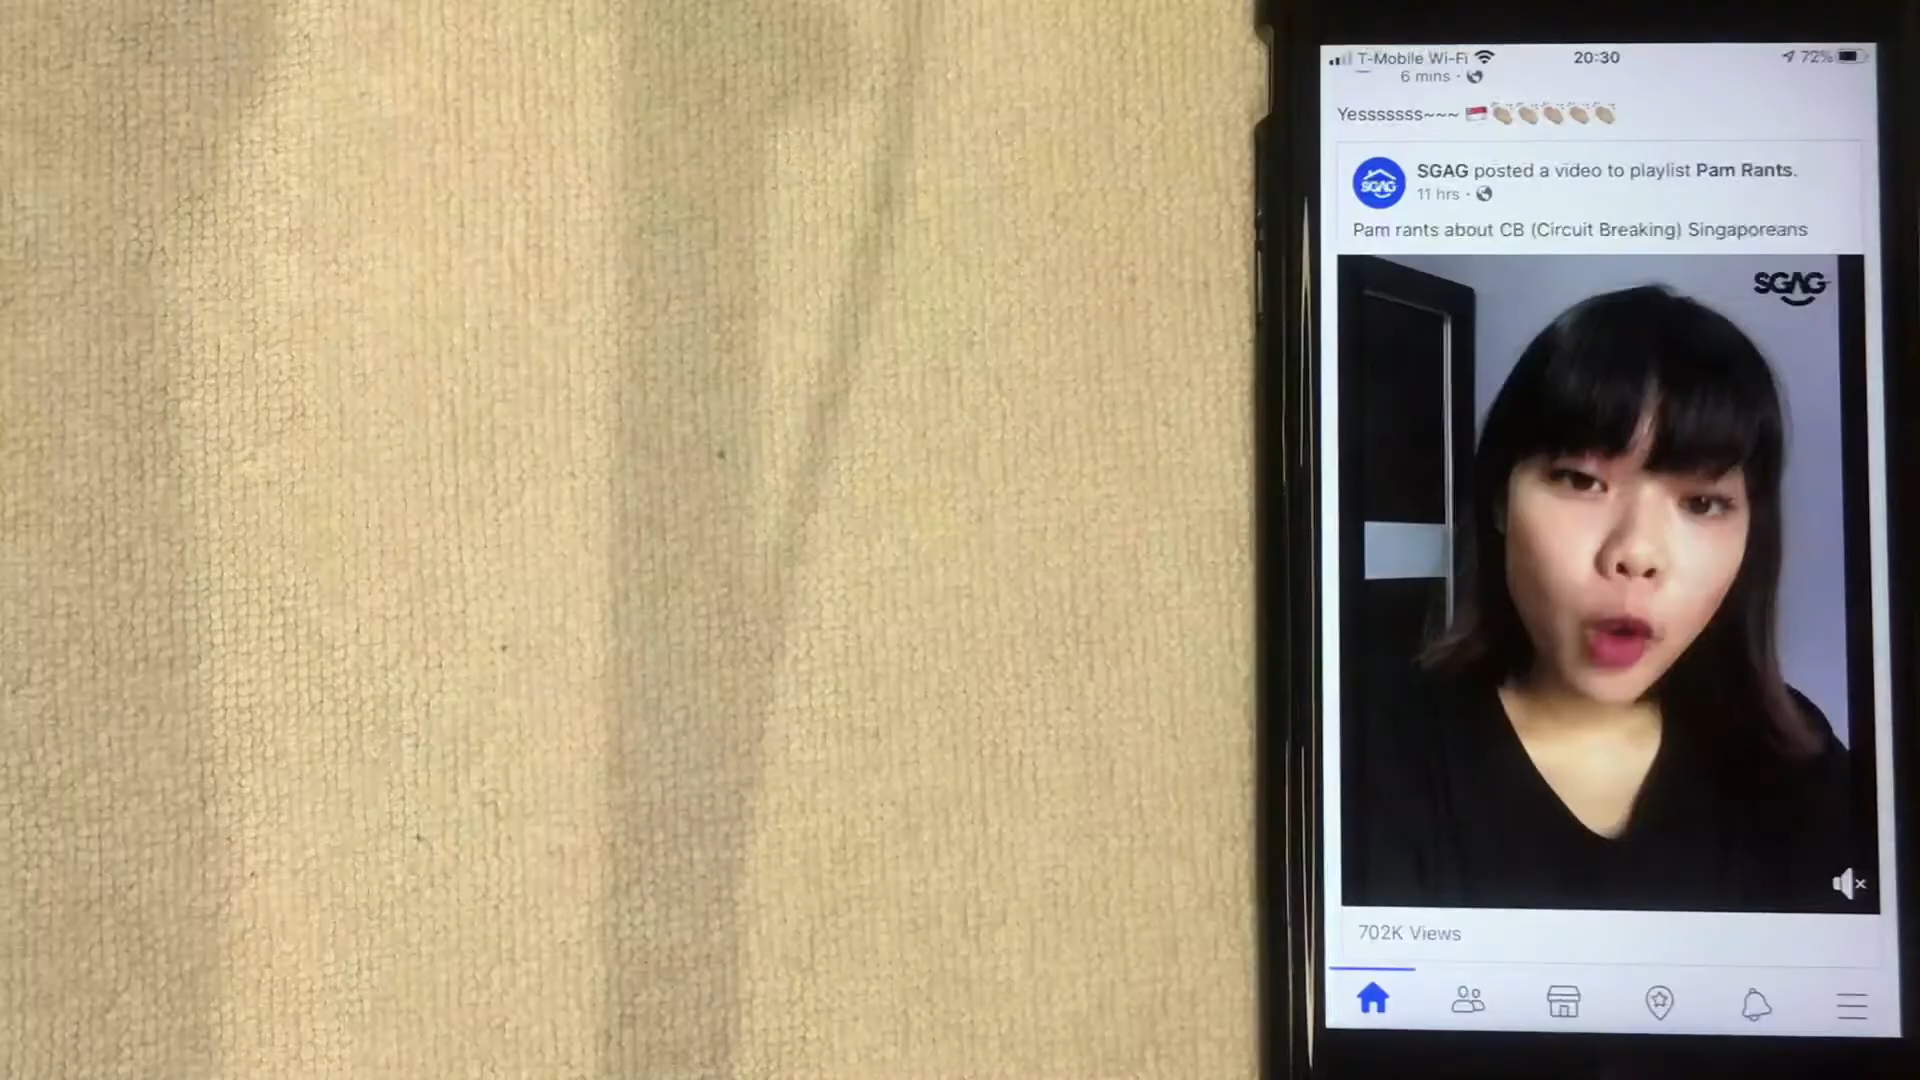 T-Mobile Wi-Fi 20:30 72%
6 mins ·
Yesssssss~~~ 🇸🇬👏🏼👏🏼👏🏼👏🏼👏🏼
SGAG
SGAG posted a video to playlist Pam Rants.
11 hrs ·
Pam rants about CB (Circuit Breaking) Singaporeans
SGAG
702K Views